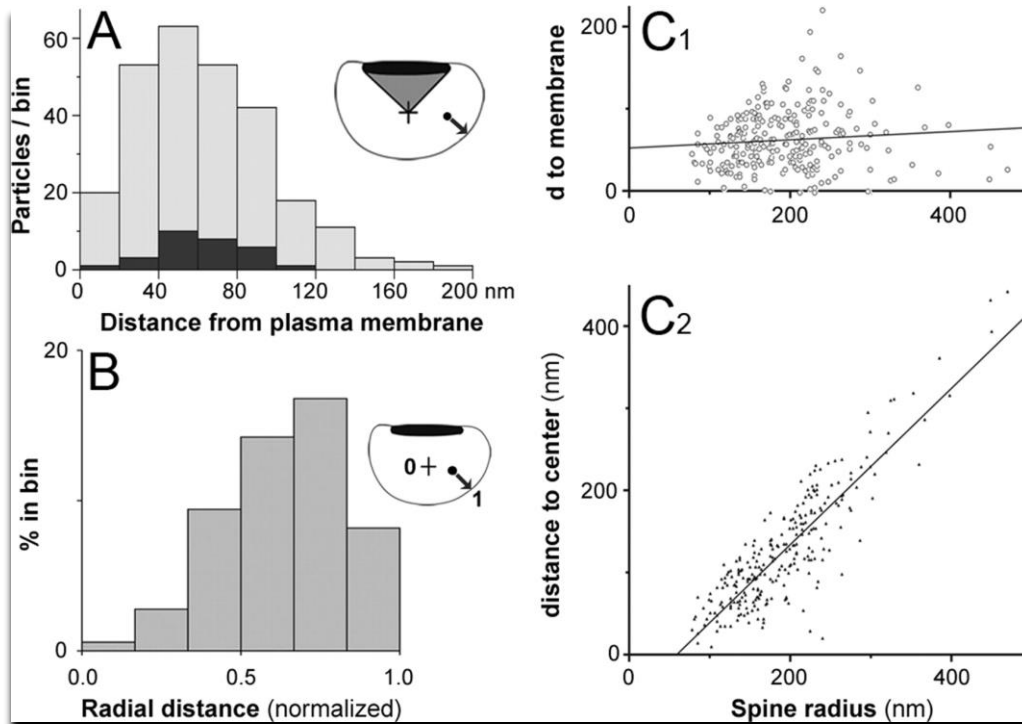 A
Particles / bin
60
40
20
0
0 40 80 120 160 200 nm
Distance from plasma membrane
B
% in bin
20
0
0 +
1
0.0 0.5 1.0
Radial distance (normalized)
C1
d to membrane
200
0
0 200 400
C2
distance to center (nm)
400
200
0
0 200 400
Spine radius (nm)